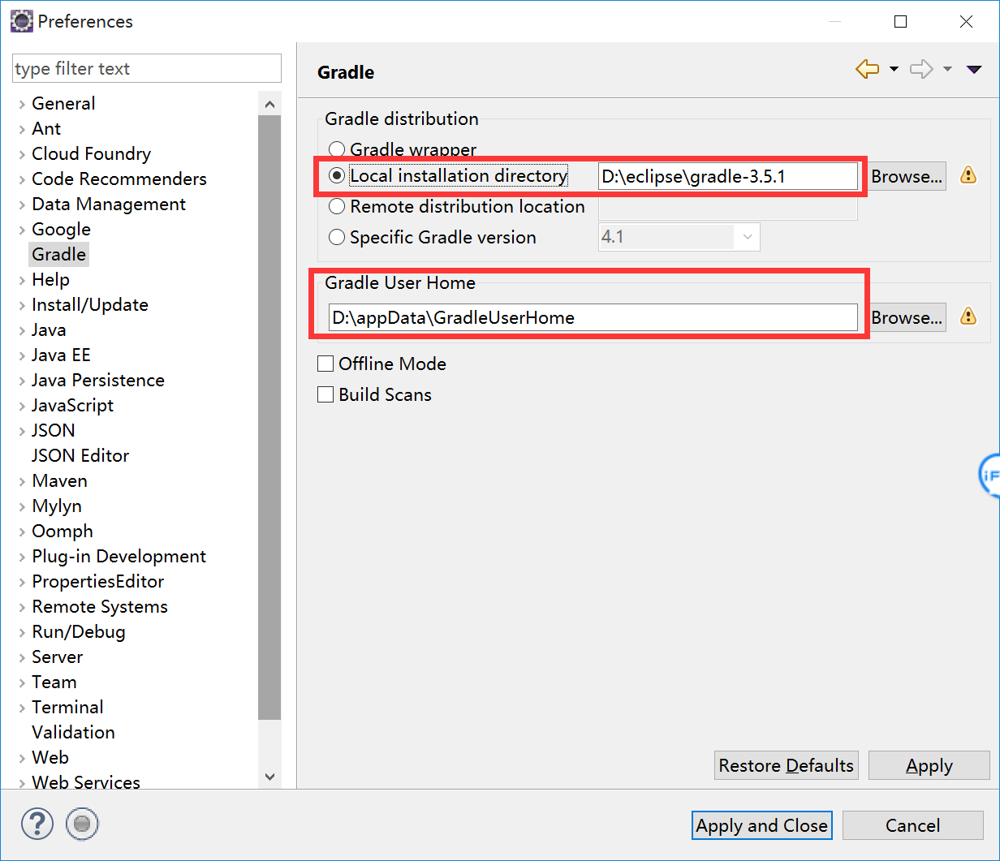 Preferences
type filter text
General
Ant
Cloud Foundry
Code Recommenders
Data Management
Google
Gradle
Help
Install/Update
Java
Java EE
Java Persistence
JavaScript
JSON
JSON Editor
Maven
Mylyn
Oomph
Plug-in Development
PropertiesEditor
Remote Systems
Run/Debug
Server
Team
Terminal
Validation
Web
Web Services
Gradle
Gradle distribution
Gradle wrapper
Local installation directory D:\eclipse\gradle-3.5.1 Browse...
Remote distribution location
Specific Gradle version 4.1
Gradle User Home
D:\appData\GradleUserHome Browse...
Offline Mode
Build Scans
iF
Restore Defaults Apply
? Apply and Close Cancel